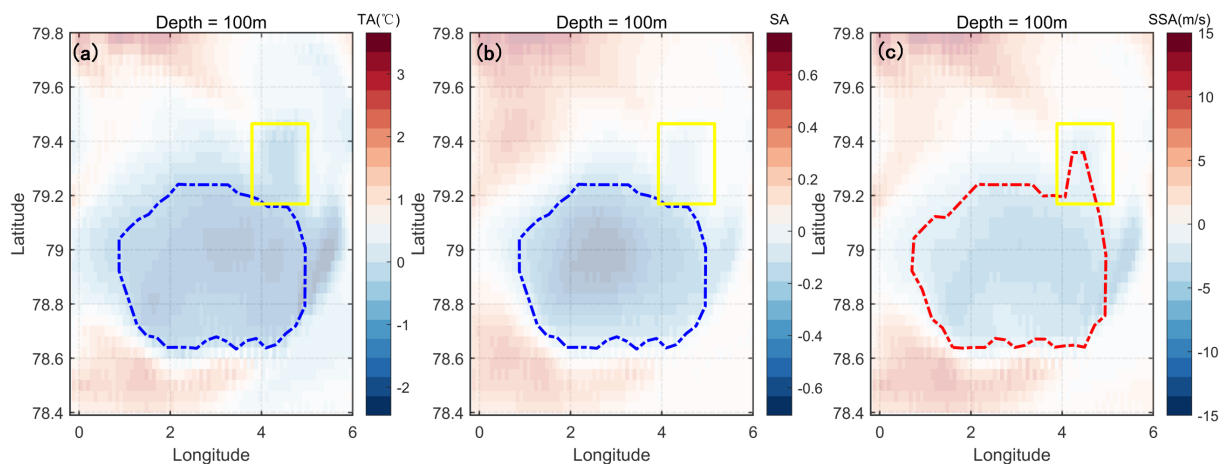 Depth = 100m TA(℃)
(a)
79.8
79.6
79.4
79.2
79
78.8
78.6
78.4
0 2 4 6
Latitude
Longitude
3
2
1
0
-1
-2
Depth = 100m SA
(b)
79.8
79.6
79.4
79.2
79
78.8
78.6
78.4
0 2 4 6
Latitude
Longitude
0.6
0.4
0.2
0
-0.2
-0.4
-0.6
Depth = 100m SSA(m/s)
(c)
79.8
79.6
79.4
79.2
79
78.8
78.6
78.4
0 2 4 6
Latitude
Longitude
15
10
5
0
-5
-10
-15